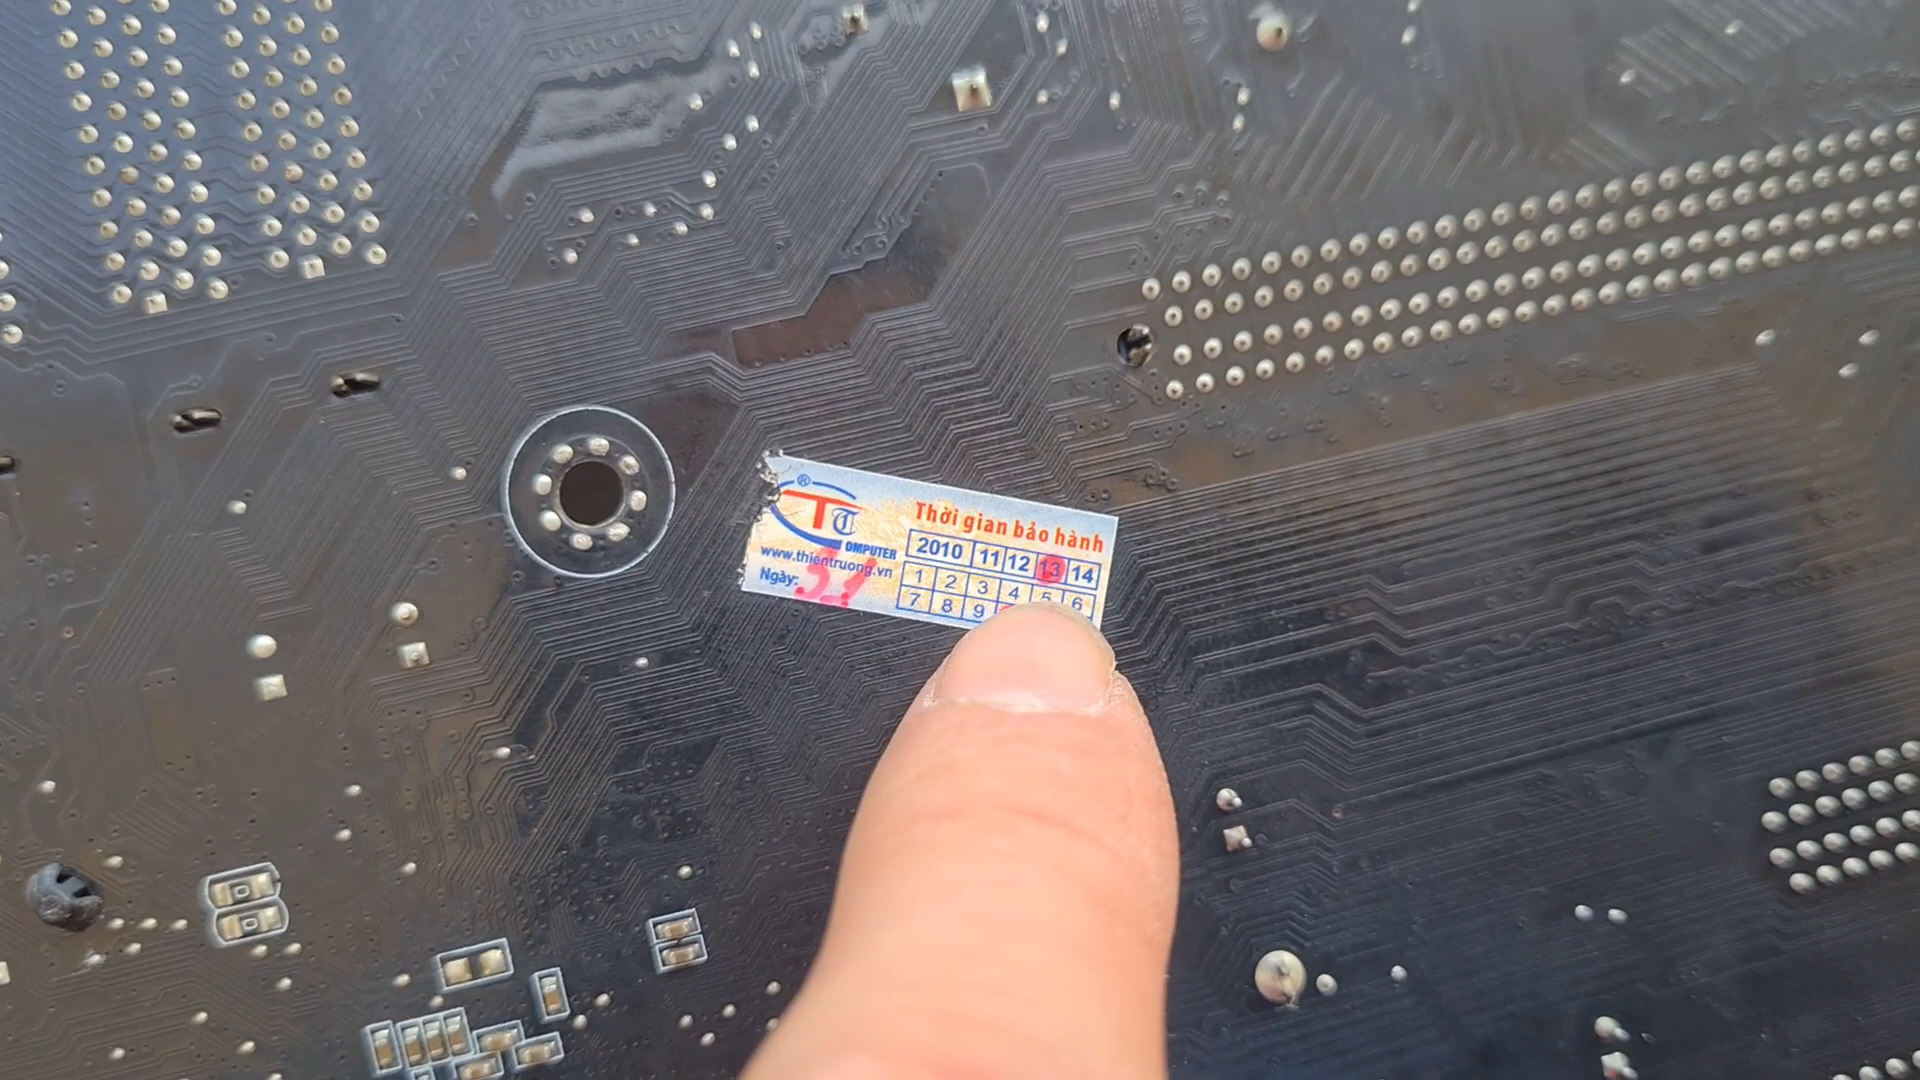 ®
TC OMPUTER
www.thientruong.vn
Ngày:
Thời gian bảo hành
2010 11 12 13 14
1 2 3 4 5 6
7 8 9